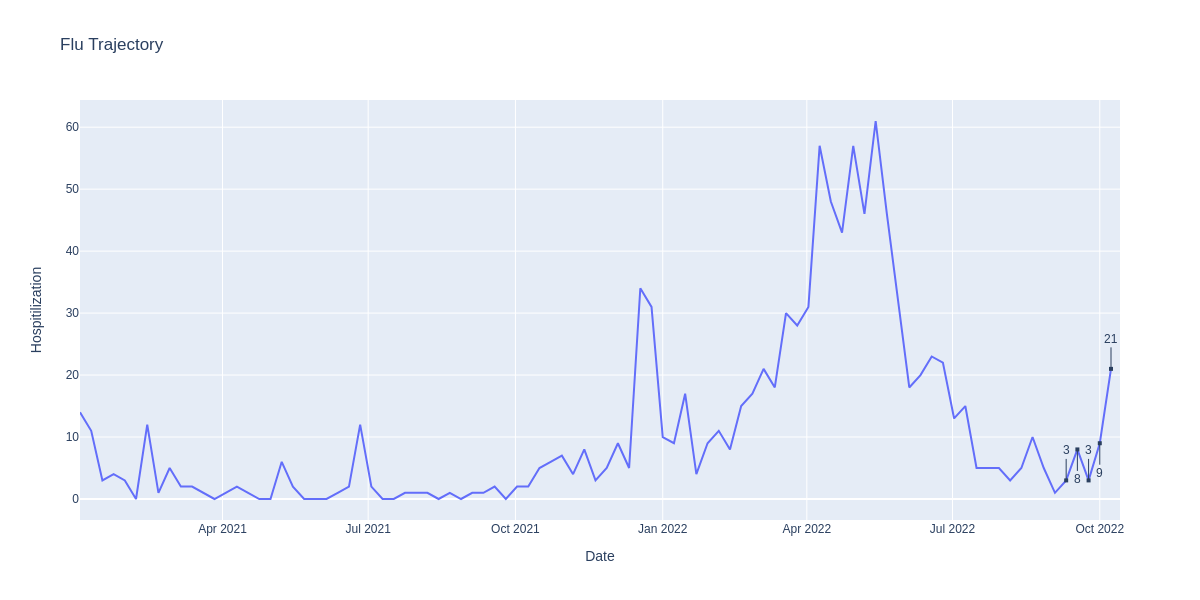 Flu Trajectory
60
50
40
30
20
10
0
Hospitilization
21
3
8
3
9
Apr 2021
Jul 2021
Oct 2021
Jan 2022
Apr 2022
Jul 2022
Oct 2022
Date